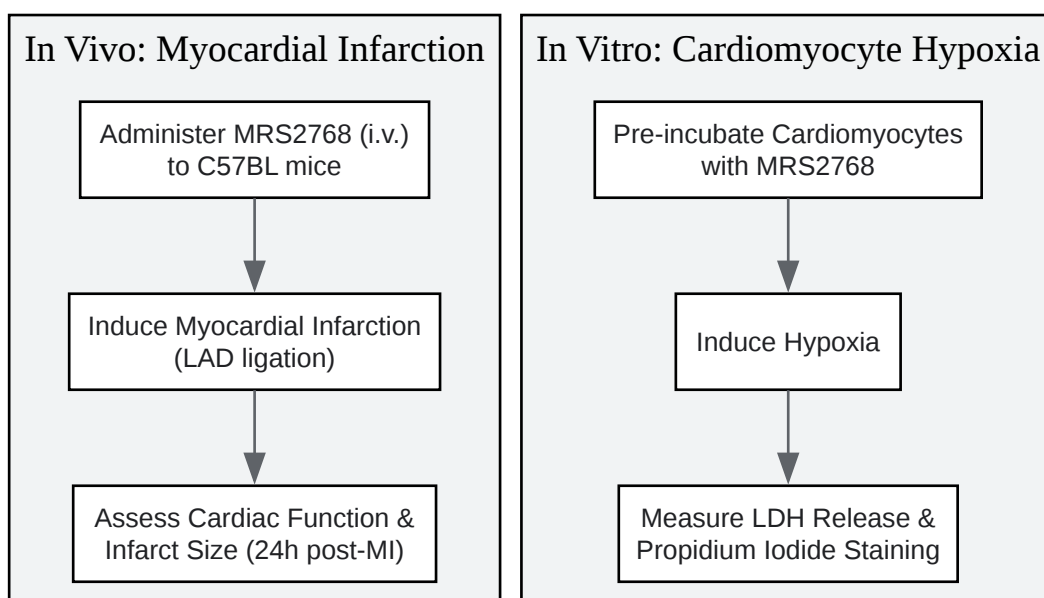 In Vivo: Myocardial Infarction
Administer MRS2768 (i.v.)
to C57BL mice
Induce Myocardial Infarction
(LAD ligation)
Assess Cardiac Function &
Infarct Size (24h post-MI)
In Vitro: Cardiomyocyte Hypoxia
Pre-incubate Cardiomyocytes
with MRS2768
Induce Hypoxia
Measure LDH Release &
Propidium Iodide Staining